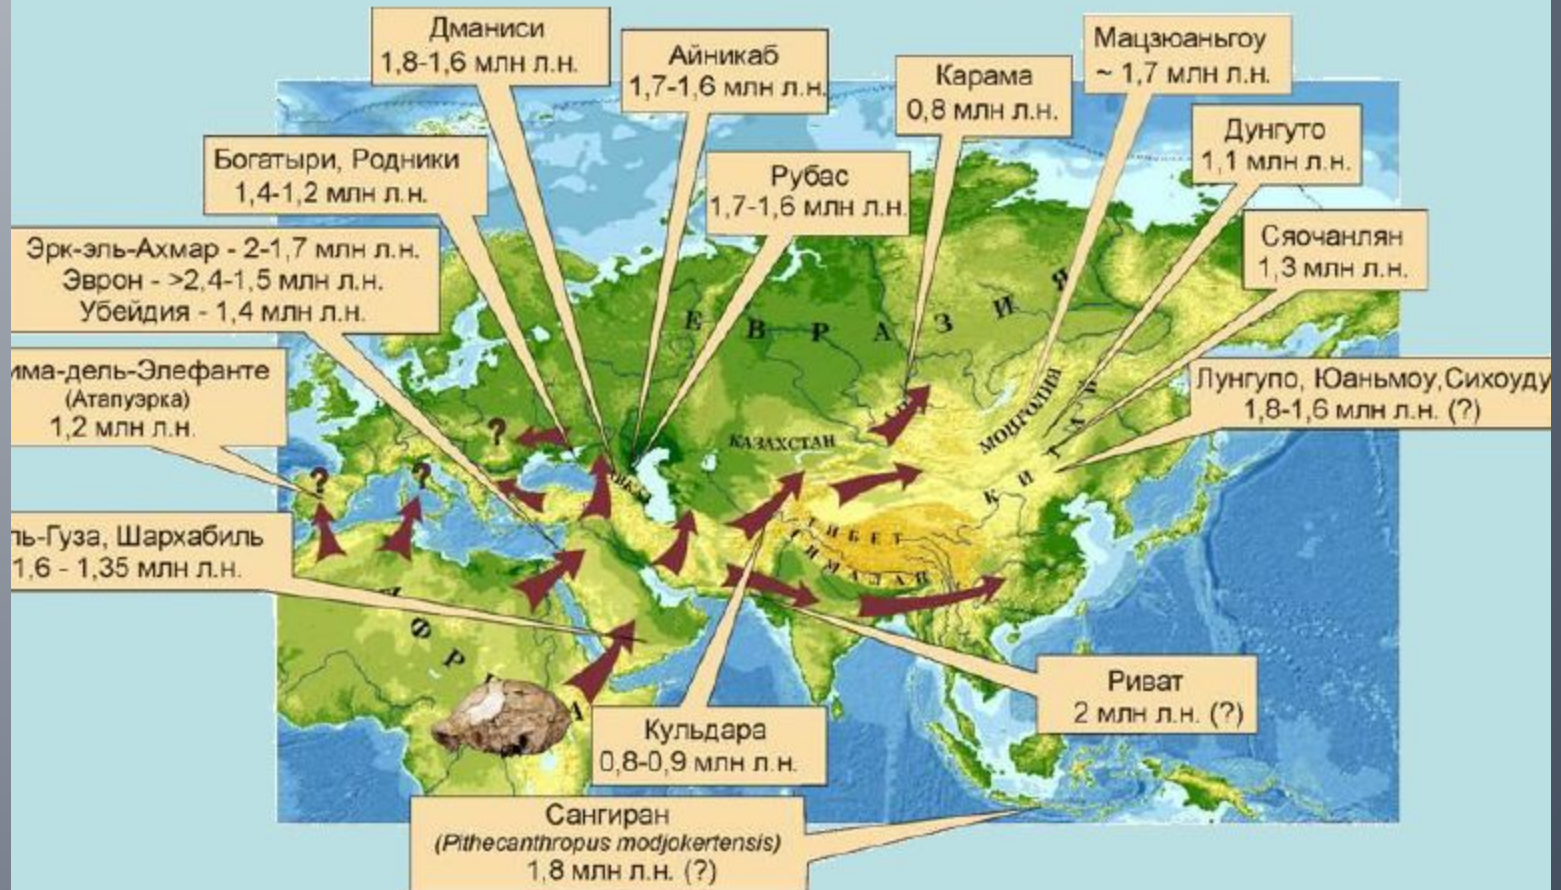 Дманиси
1,8-1,6 млн л.н.
Айникаб
1,7-1,6 млн л.н.
Карама
0,8 млн л.н.
Мацзюаньгоу
~ 1,7 млн л.н.
Дунгуто
1,1 млн л.н.
Богатыри, Родники
1,4-1,2 млн л.н.
Рубас
1,7-1,6 млн л.н.
Сяочанлян
1,3 млн л.н.
Эрк-эль-Ахмар - 2-1,7 млн л.н.
Эврон - >2,4-1,5 млн л.н.
Убейдия - 1,4 млн л.н.
ЕВРАЗИЯ
има-дель-Элефанте
(Атапуэрка)
1,2 млн л.н.
Лунгупо, Юаньмоу,Сихоуду
1,8-1,6 млн л.н. (?)
МОНГОЛИЯ
КАЗАХСТАН
?
?
?
КИТАЙ
ТИБЕТ
ГИМАЛАИ
ль-Гуза, Шархабиль
1,6 - 1,35 млн л.н.
Риват
2 млн л.н. (?)
Кульдара
0,8-0,9 млн л.н.
Сангиран
(Pithecanthropus modjokertensis)
1,8 млн л.н. (?)